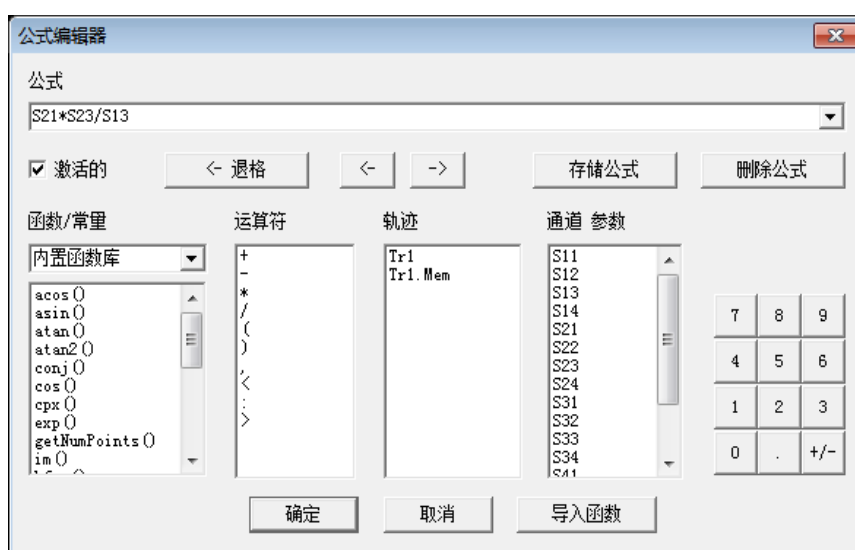 公式编辑器
公式
S21*S23/S13
激活的
<- 退格
<-
->
存储公式
删除公式
函数/常量
运算符
轨迹
通道 参数
内置函数库
acos()
asin()
atan()
atan2()
conj()
cos()
cpx()
exp()
getNumPoints()
im()
+
-
*
/
(
)
,
<
:
>
Tr1
Tr1.Mem
S11
S12
S13
S14
S21
S22
S23
S24
S31
S32
S33
S34
S41
7 8 9
4 5 6
1 2 3
0 . +/-
确定
取消
导入函数